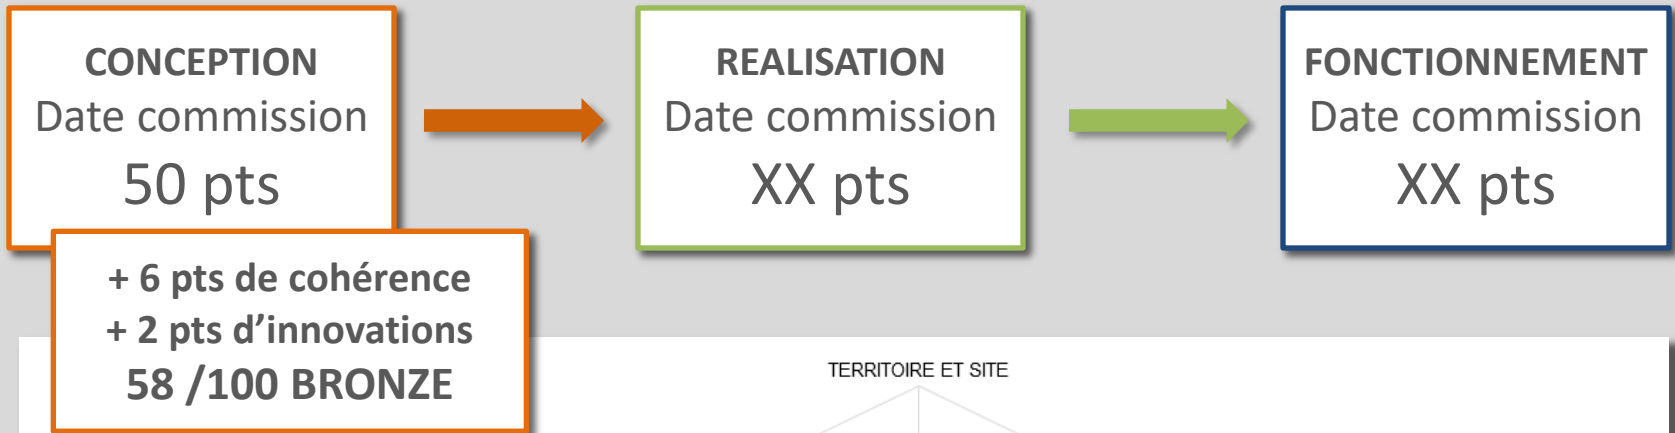 CONCEPTION
Date commission
50 pts
+ 6 pts de cohérence
+ 2 pts d’innovations
58 /100 BRONZE
REALISATION
Date commission
XX pts
FONCTIONNEMENT
Date commission
XX pts
TERRITOIRE ET SITE